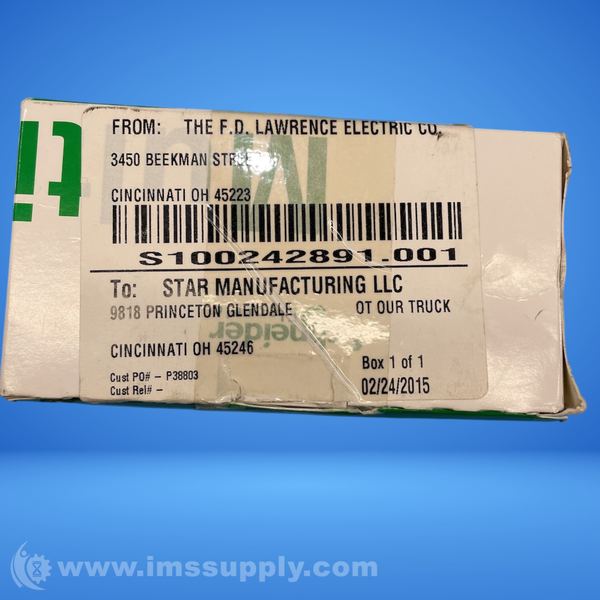 FROM: THE F.D. LAWRENCE ELECTRIC CO.
3450 BEEKMAN STREET
CINCINNATI OH 45223
S100242891.001
To: STAR MANUFACTURING LLC
9818 PRINCETON GLENDALE OT OUR TRUCK
CINCINNATI OH 45246
Cust PO# - P38803
Cust Rel# -
Box 1 of 1
02/24/2015
www.imssupply.com